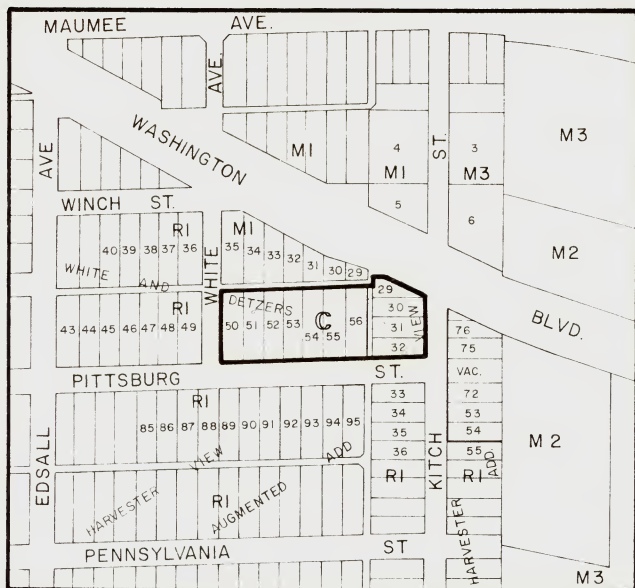 MAUMEE AVE.
AVE.
WASHINGTON
M1
4
ST.
3
M3
M1
M3
AVE
5
WINCH ST.
6
R1
M1
M2
40 39 38 37 36
35 34 33 32 31 30 29
WHITE AND
WHITE
DETZERS
29
BLVD.
R1
C
30
VIEW
43 44 45 46 47 48 49
50 51 52 53 54 55 56
31
76
32
75
PITTSBURG ST.
VAC.
R1
33
72
34
53
85 86 87 88 89 90 91 92 93 94 95
35
54
M2
36
55
VIEW ADD
R1
KITCH
R1
ADD.
EDSALL
HARVESTER
R1
AUGMENTED
HARVESTER
PENNSYLVANIA ST
M3